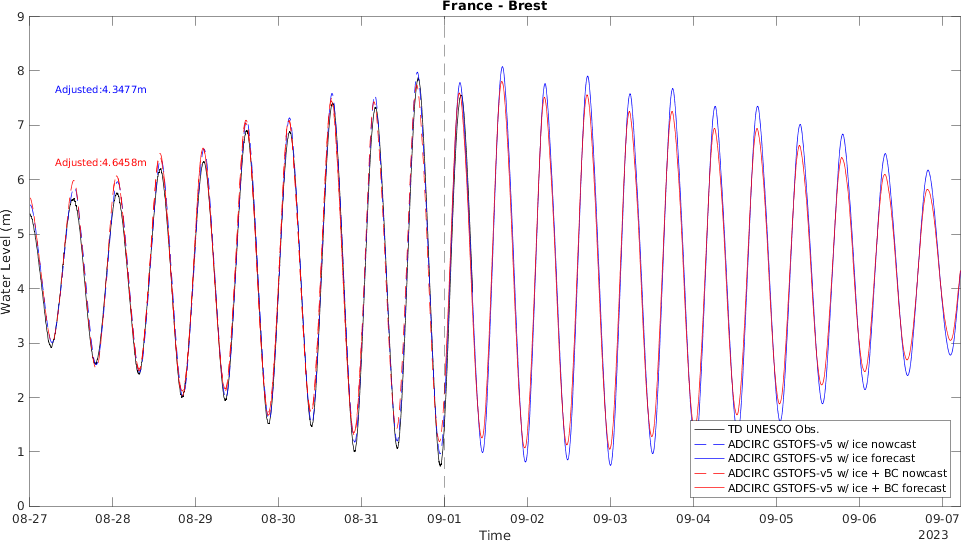 France - Brest
9
8
7
6
5
4
3
2
1
0
Water Level (m)
Adjusted:4.3477m
Adjusted:4.6458m
TD UNESCO Obs.
ADCIRC GSTOFS-v5 w/ ice nowcast
ADCIRC GSTOFS-v5 w/ ice forecast
ADCIRC GSTOFS-v5 w/ ice + BC nowcast
ADCIRC GSTOFS-v5 w/ ice + BC forecast
08-27 08-28 08-29 08-30 08-31 09-01 09-02 09-03 09-04 09-05 09-06 09-07
Time
2023